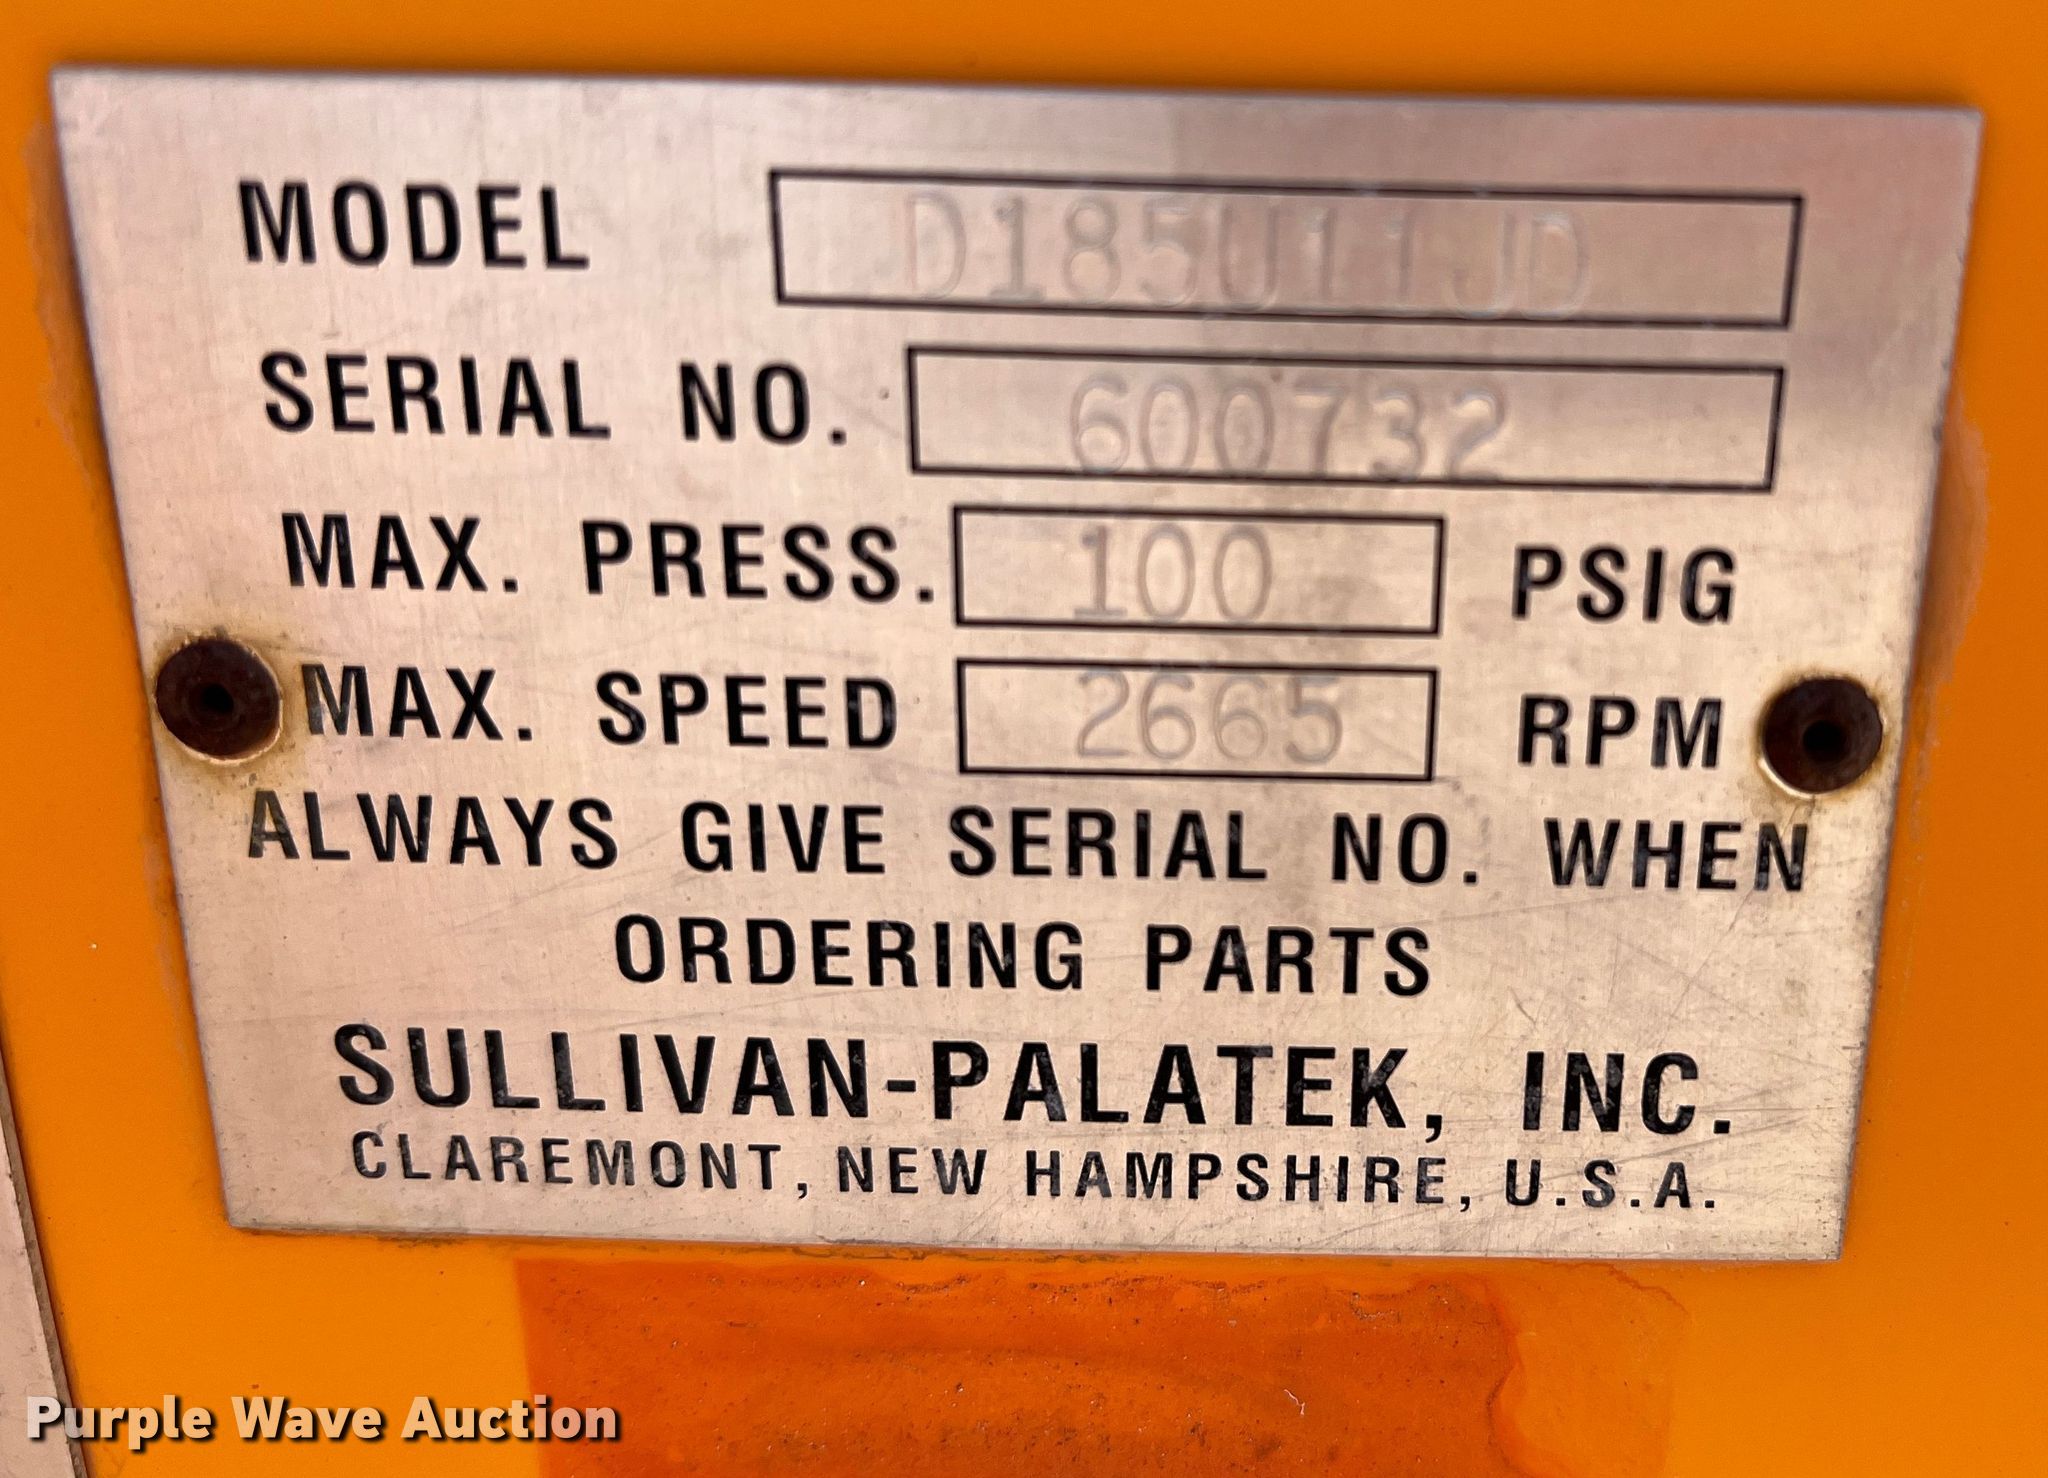 MODEL D185U11JD
SERIAL NO. 600732
MAX. PRESS. 100 PSIG
MAX. SPEED 2665 RPM
ALWAYS GIVE SERIAL NO. WHEN
ORDERING PARTS
SULLIVAN-PALATEK, INC.
CLAREMONT, NEW HAMPSHIRE, U.S.A.
Purple Wave Auction